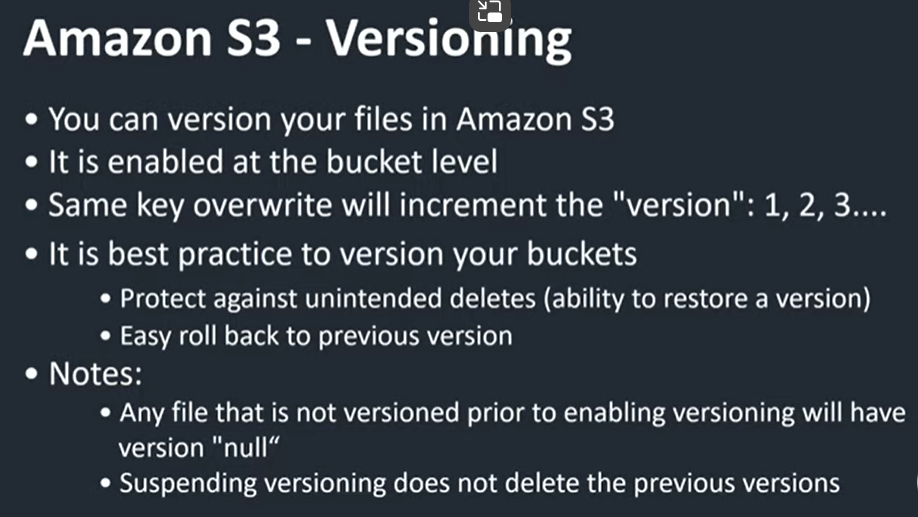 Amazon S3 - Versioning
• You can version your files in Amazon S3
• It is enabled at the bucket level
• Same key overwrite will increment the "version": 1, 2, 3....
• It is best practice to version your buckets
• Protect against unintended deletes (ability to restore a version)
• Easy roll back to previous version
• Notes:
• Any file that is not versioned prior to enabling versioning will have
version "null“
• Suspending versioning does not delete the previous versions